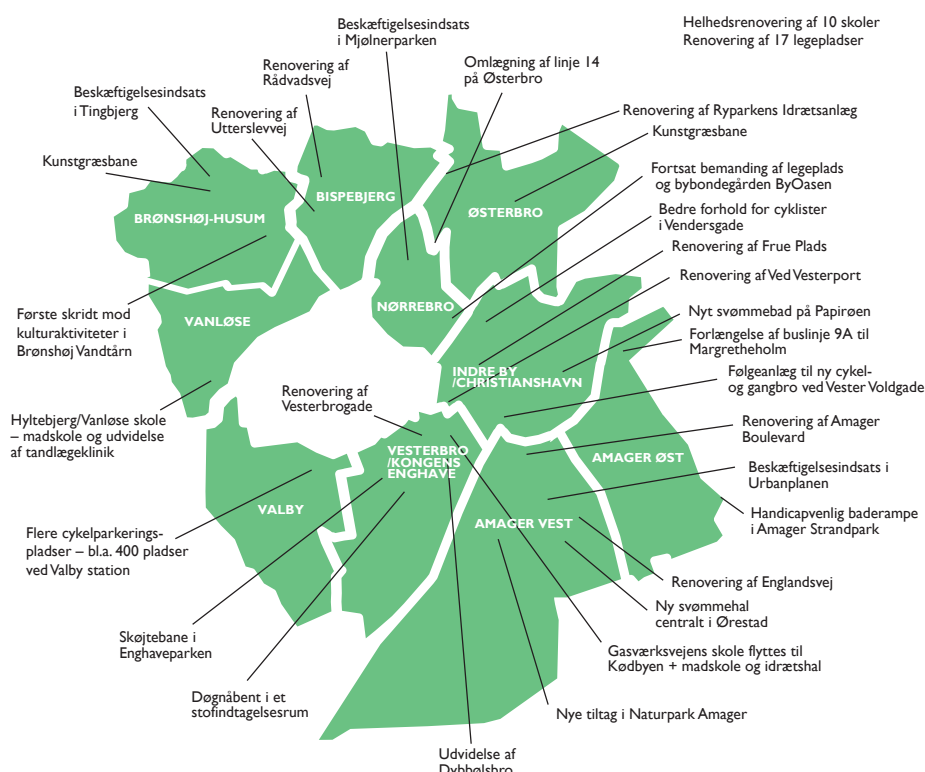 Beskæftigelsesindsats
i Mjølnerparken
Helhedsrenovering af 10 skoler
Renovering af 17 legepladser
Renovering af
Rådvadsvej
Omlægning af linje 14
på Østerbro
Beskæftigelsesindsats
i Tingbjerg
Renovering af
Utterslevvej
Renovering af Ryparkens Idrætsanlæg
Kunstgræsbane
Kunstgræsbane
Fortsat bemanding af legeplads
og bybondegården ByOasen
BISPEBJERG
BRØNSHØJ-HUSUM
ØSTERBRO
Bedre forhold for cyklister
i Vendersgade
Renovering af Frue Plads
Renovering af Ved Vesterport
NØRREBRO
VANLØSE
Første skridt mod
kulturaktiviteter i
Brønshøj Vandtårn
Nyt svømmebad på Papirøen
Forlængelse af buslinje 9A til
Margretheholm
INDRE BY
/CHRISTIANSHAVN
Følgeanlæg til ny cykel-
og gangbro ved Vester Voldgade
Renovering af
Vesterbrogade
Hyltebjerg/Vanløse skole
– madskole og udvidelse
af tandlægeklinik
Renovering af Amager
Boulevard
VESTERBRO
/KONGENS
ENGHAVE
AMAGER ØST
Beskæftigelsesindsats i
Urbanplanen
VALBY
AMAGER VEST
Handicapvenlig baderampe
i Amager Strandpark
Flere cykelparkerings-
pladser – bl.a. 400 pladser
ved Valby station
Renovering af Englandsvej
Ny svømmehal
centralt i Ørestad
Skøjtebane i
Enghaveparken
Gasværksvejens skole flyttes til
Kødbyen + madskole og idrætshal
Døgnåbent i et
stofindtagelsesrum
Nye tiltag i Naturpark Amager
Udvidelse af
Dybbølsbro